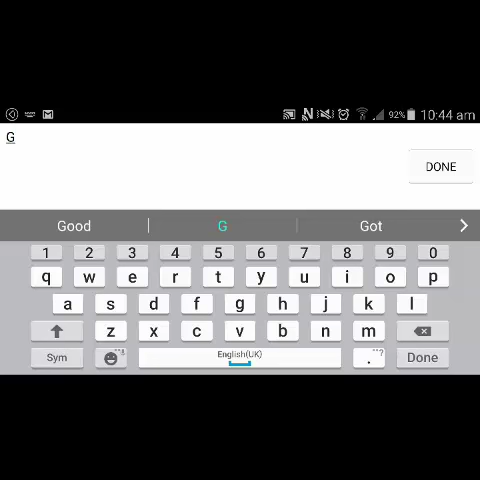 92% 10:44 am
G
DONE
Good G Got
1 2 3 4 5 6 7 8 9 0
q w e r t y u i o p
a s d f g h j k l
z x c v b n m
Sym English(UK) . ,,? Done